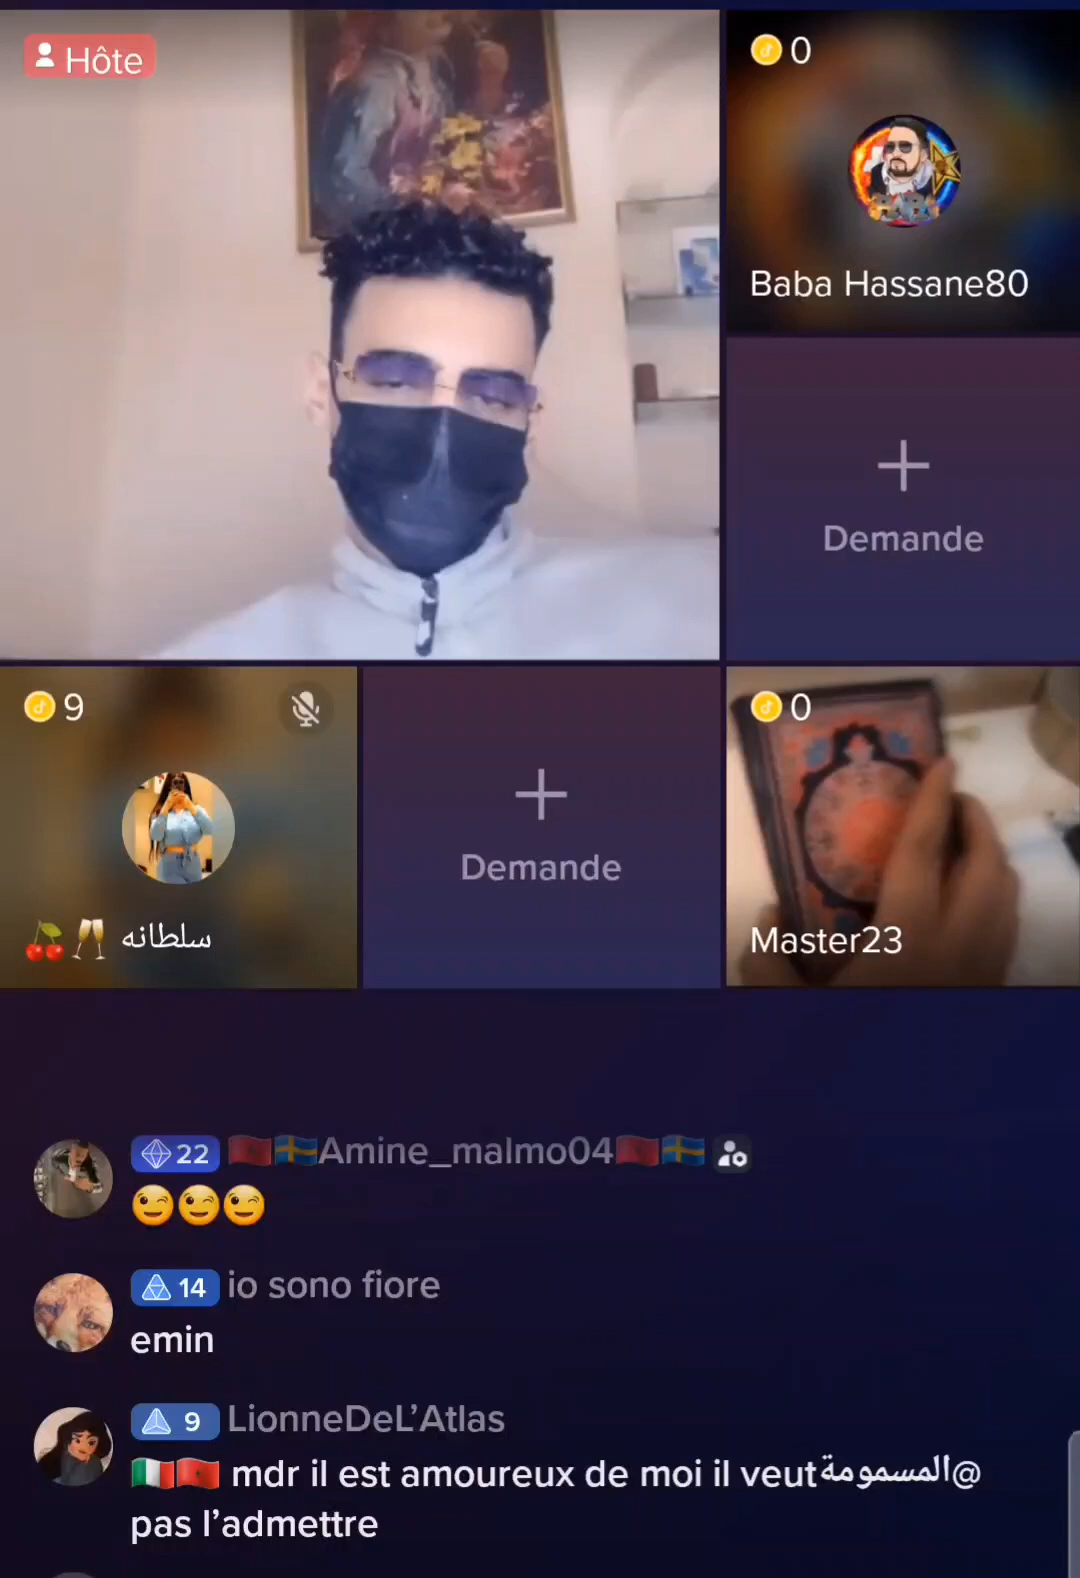 Hôte
0
Baba Hassane80
Demande
9
🍒🥂 سلطانه
Demande
0
Master23
22 🇲🇦🇸🇪Amine_malmo04🇲🇦🇸🇪
😉😉😉
14 io sono fiore
emin
9 LionneDeL’Atlas
@المسمومة🇮🇹🇲🇦 mdr il est amoureux de moi il veut
pas l’admettre